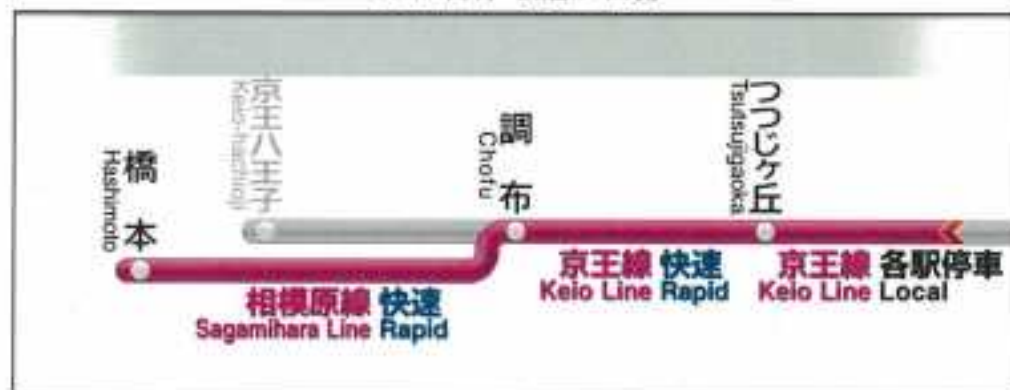 橋本
Hashimoto
京王八王子
Keio-hachioji
調布
Chofu
つつじヶ丘
Tsutsujigaoka
相模原線 快速
Sagamihara Line Rapid
京王線 快速
Keio Line Rapid
京王線 各駅停車
Keio Line Local